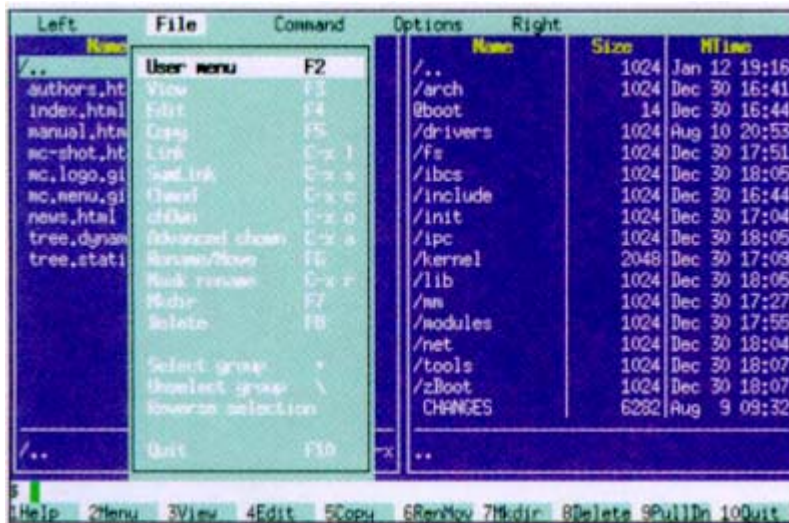 Left File Command Options Right
Name
/..
authors.ht
index.html
manual.htm
mc-shot.ht
mc.logo.gi
mc.menu.gi
news.html
tree.dynam
tree.stati
/..
User menu F2
View F3
Edit F4
Copy F5
Link C-x l
SymLink C-x s
Chmod C-x c
chOwn C-x o
Advanced chown C-x a
Rename/Move F6
Mask rename C-x r
Mkdir F7
Delete F8
Select group +
Unselect group \
Reverse selection
Quit F10
-x
Name Size MTime
/.. 1024 Jan 12 19:16
/arch 1024 Dec 30 16:41
@boot 14 Dec 30 16:44
/drivers 1024 Aug 10 20:53
/fs 1024 Dec 30 17:51
/ibcs 1024 Dec 30 18:05
/include 1024 Dec 30 16:44
/init 1024 Dec 30 17:04
/ipc 1024 Dec 30 18:05
/kernel 2048 Dec 30 17:09
/lib 1024 Dec 30 18:05
/mm 1024 Dec 30 17:27
/modules 1024 Dec 30 17:55
/net 1024 Dec 30 18:04
/tools 1024 Dec 30 18:07
/zBoot 1024 Dec 30 18:07
CHANGES 6282 Aug 9 09:32
..
$
1Help 2Menu 3View 4Edit 5Copy 6RenMov 7Mkdir 8Delete 9PullDn 10Quit